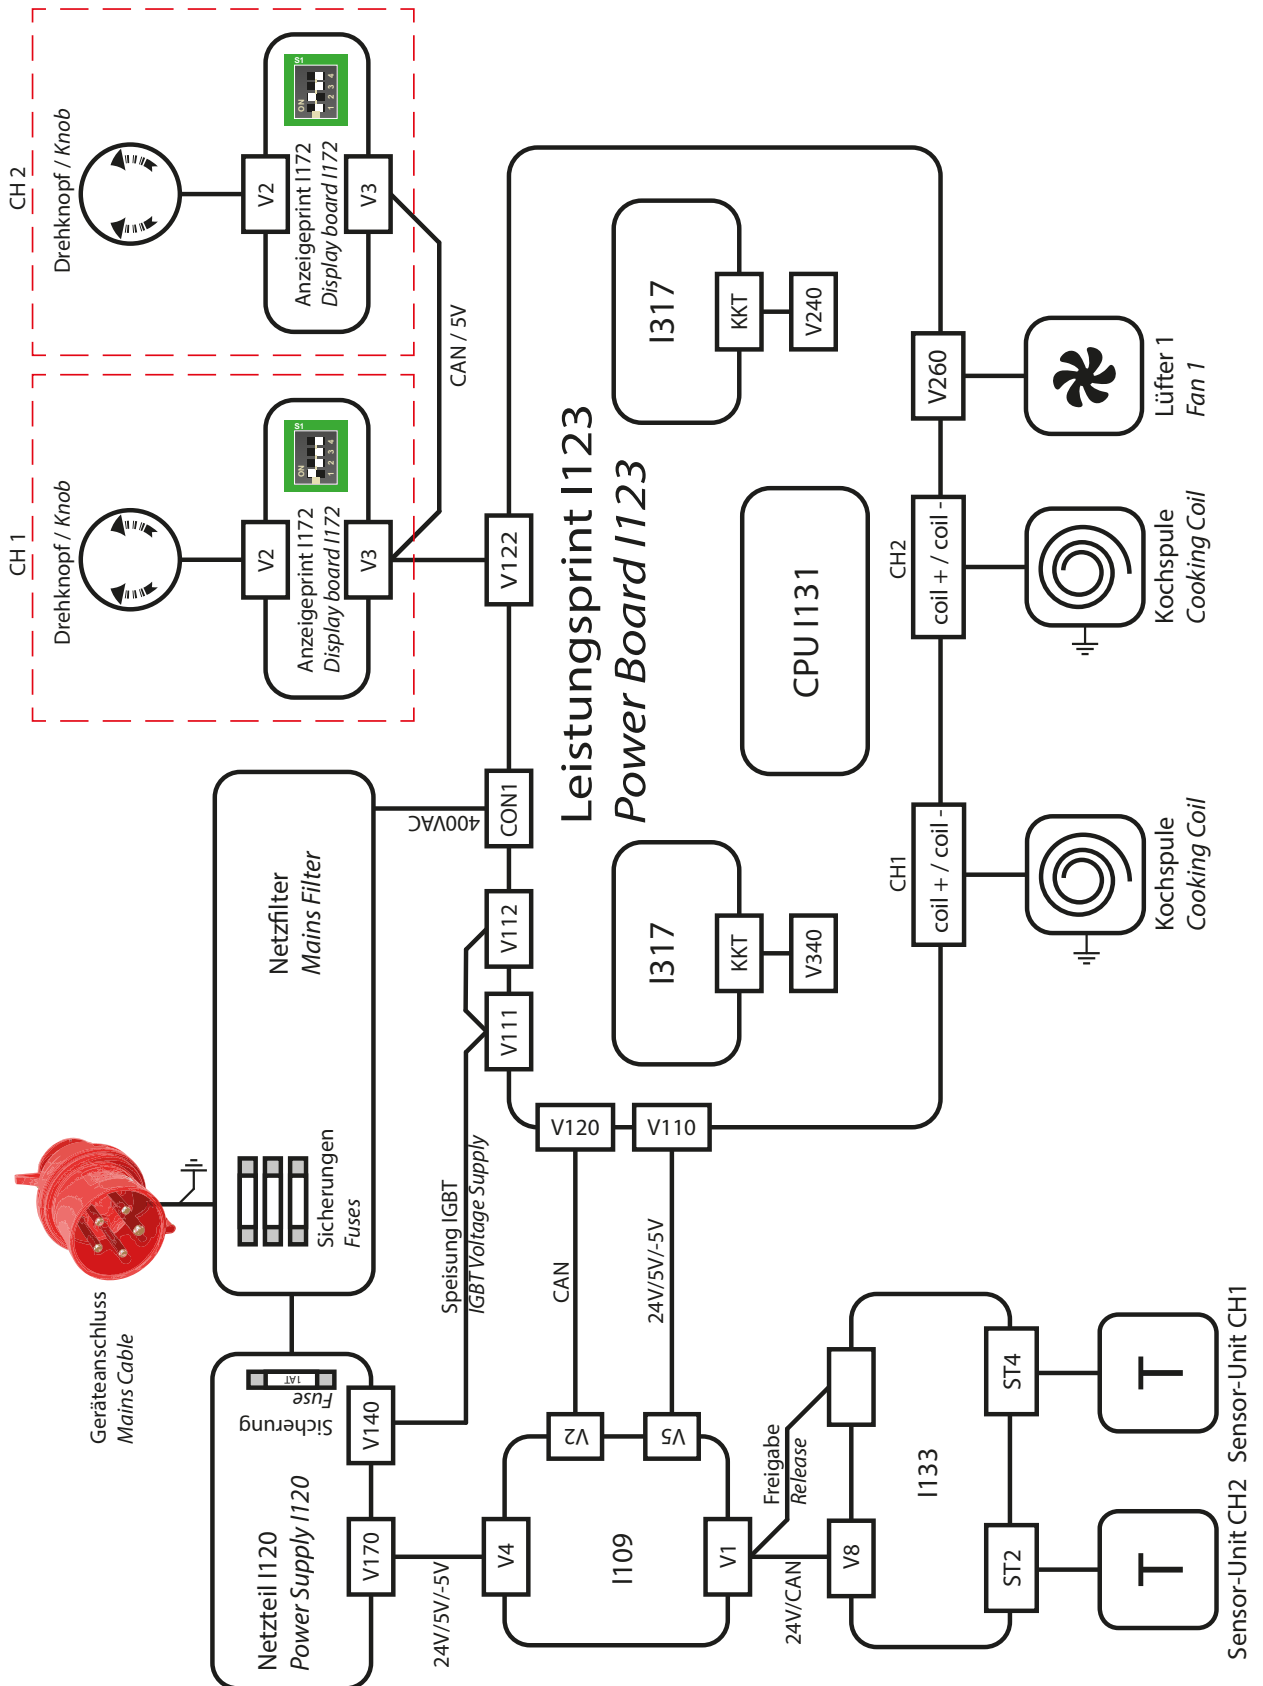 Geräteanschluss
Mains Cable
Netzteil I120
Power Supply I120
Sicherung
Fuse
1AT
V170
V140
Netzfilter
Mains Filter
Sicherungen
Fuses
400VAC
Speisung IGBT
IGBT Voltage Supply
CH 1
Drehknopf / Knob
V2
Anzeigeprint I172
Display board I172
S1
ON
1 2 3 4
V3
CH 2
Drehknopf / Knob
V2
Anzeigeprint I172
Display board I172
S1
ON
1 2 3 4
V3
CAN / 5V
24V/5V/-5V
V4
I109
V2
V5
V1
CAN
24V/5V/-5V
Freigabe
Release
24V/CAN
V8
I133
ST2
ST4
T
T
Sensor-Unit CH2
Sensor-Unit CH1
V120
V110
V111
V112
CON1
V122
Leistungsprint I123
Power Board I123
I317
KKT
V340
CPU I131
I317
KKT
V240
CH1
coil + / coil -
CH2
coil + / coil -
V260
Kochspule
Cooking Coil
Kochspule
Cooking Coil
Lüfter 1
Fan 1